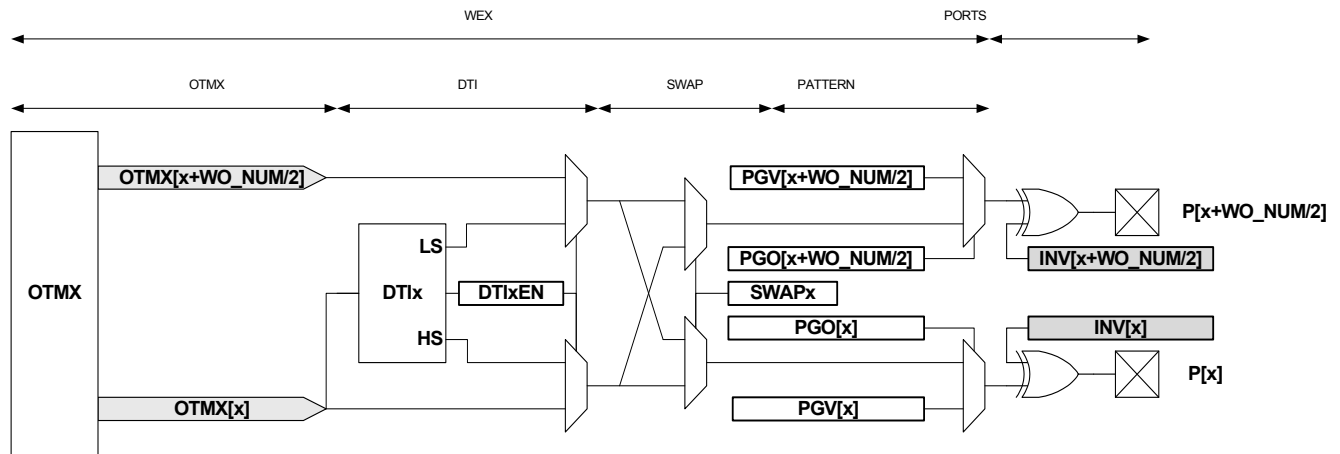 WEX PORTS
OTMX DTI SWAP PATTERN
OTMX[x+WO_NUM/2] PGV[x+WO_NUM/2]
P[x+WO_NUM/2]
LS PGO[x+WO_NUM/2] INV[x+WO_NUM/2]
OTMX DTIx DTIxEN SWAPx
HS PGO[x] INV[x]
P[x]
OTMX[x] PGV[x]